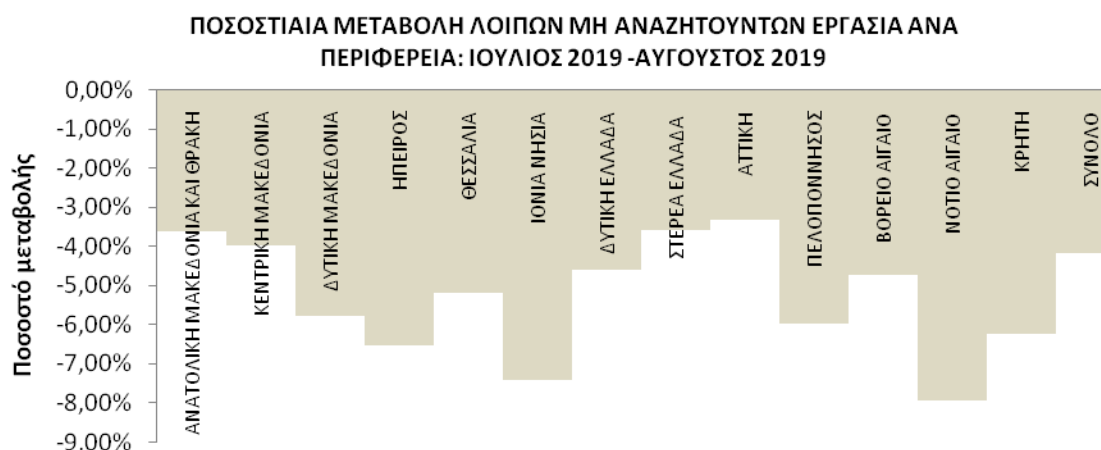 ΠΟΣΟΣΤΙΑΙΑ ΜΕΤΑΒΟΛΗ ΛΟΙΠΩΝ ΜΗ ΑΝΑΖΗΤΟΥΝΤΩΝ ΕΡΓΑΣΙΑ ΑΝΑ
ΠΕΡΙΦΕΡΕΙΑ: ΙΟΥΛΙΟΣ 2019 -ΑΥΓΟΥΣΤΟΣ 2019
Ποσοστό μεταβολής
0,00%
-1,00%
-2,00%
-3,00%
-4,00%
-5,00%
-6,00%
-7,00%
-8,00%
-9,00%
ΑΝΑΤΟΛΙΚΗ ΜΑΚΕΔΟΝΙΑ ΚΑΙ ΘΡΑΚΗ
ΚΕΝΤΡΙΚΗ ΜΑΚΕΔΟΝΙΑ
ΔΥΤΙΚΗ ΜΑΚΕΔΟΝΙΑ
ΗΠΕΙΡΟΣ
ΘΕΣΣΑΛΙΑ
ΙΟΝΙΑ ΝΗΣΙΑ
ΔΥΤΙΚΗ ΕΛΛΑΔΑ
ΣΤΕΡΕΑ ΕΛΛΑΔΑ
ΑΤΤΙΚΗ
ΠΕΛΟΠΟΝΝΗΣΟΣ
ΒΟΡΕΙΟ ΑΙΓΑΙΟ
ΝΟΤΙΟ ΑΙΓΑΙΟ
ΚΡΗΤΗ
ΣΥΝΟΛΟ